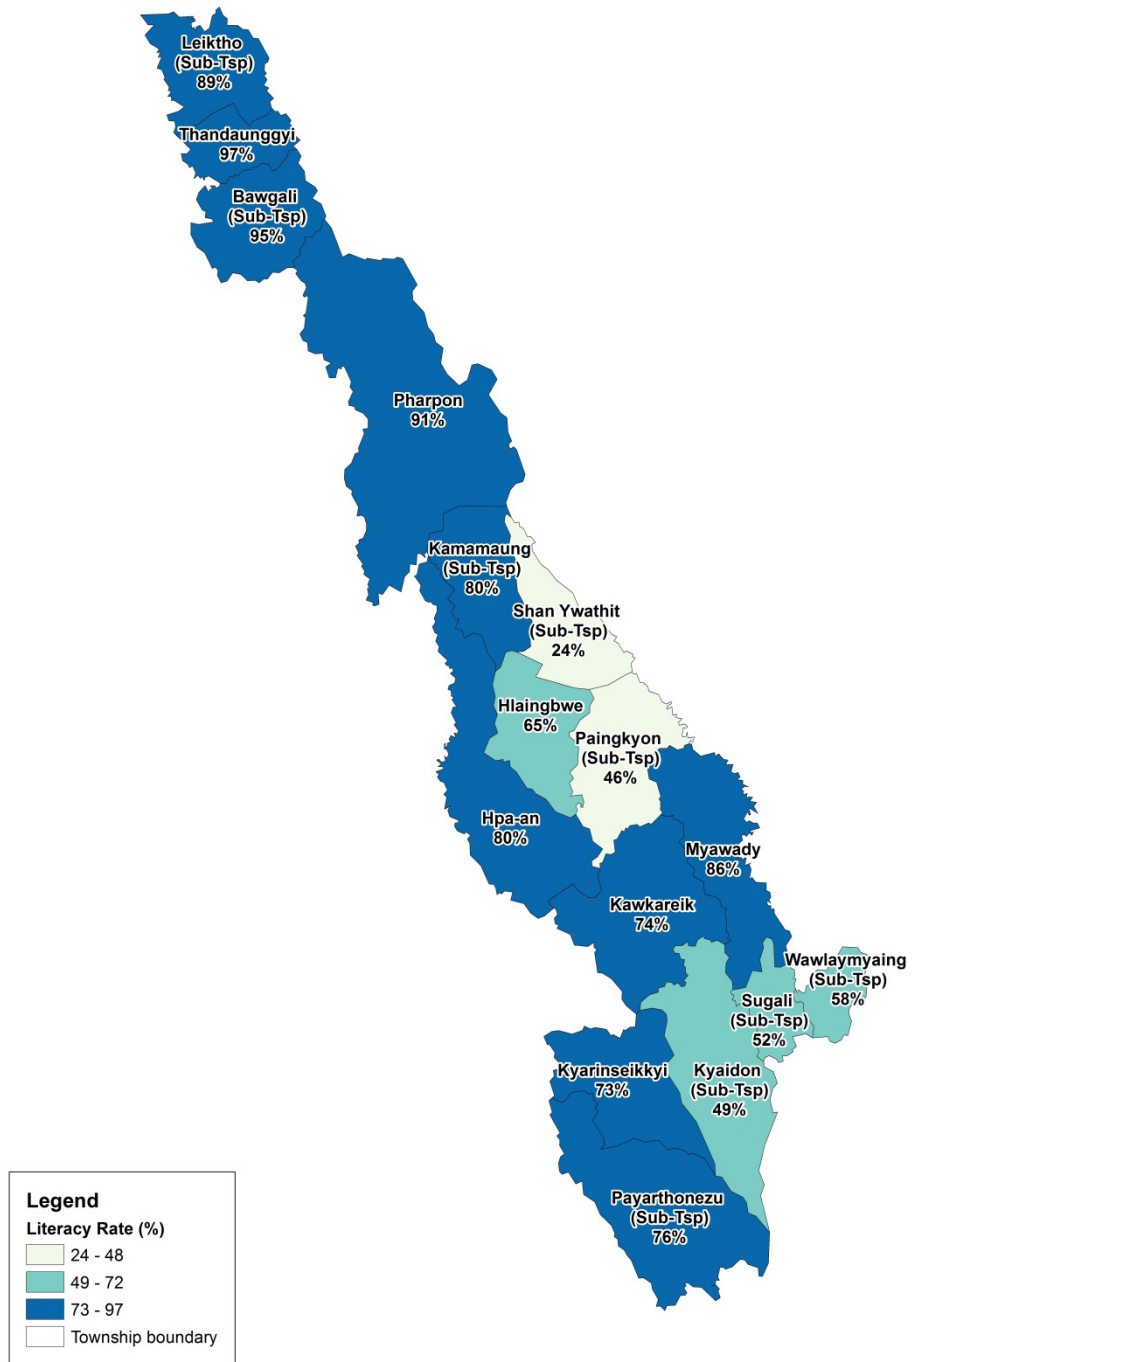 Leiktho
(Sub-Tsp)
89%
Thandaunggyi
97%
Bawgali
(Sub-Tsp)
95%
Pharpon
91%
Kamamaung
(Sub-Tsp)
80%
Shan Ywathit
(Sub-Tsp)
24%
Hlaingbwe
65%
Paingkyon
(Sub-Tsp)
46%
Hpa-an
80%
Myawady
86%
Kawkareik
74%
Wawlaymyaing
(Sub-Tsp)
58%
Sugali
(Sub-Tsp)
52%
Kyarinseikkyi
73%
Kyaidon
(Sub-Tsp)
49%
Payarthonezu
(Sub-Tsp)
76%
Legend
Literacy Rate (%)
24 - 48
49 - 72
73 - 97
Township boundary